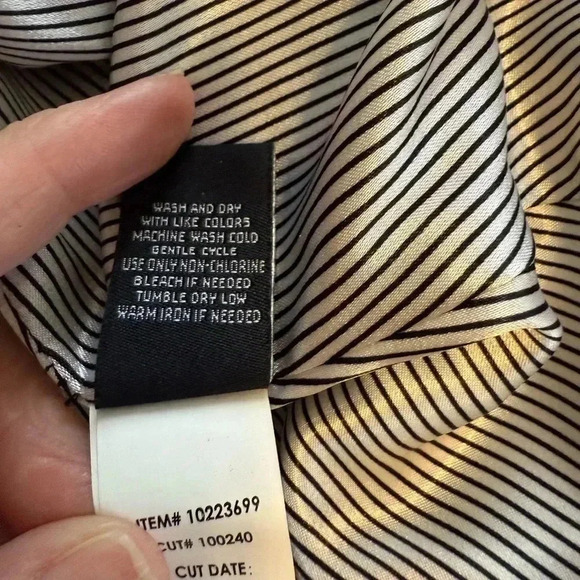 WASH AND DRY
WITH LIKE COLORS
MACHINE WASH COLD
GENTLE CYCLE
USE ONLY NON-CHLORINE
BLEACH IF NEEDED
TUMBLE DRY LOW
WARM IRON IF NEEDED
ITEM# 10223699
CUT# 100240
CUT DATE: